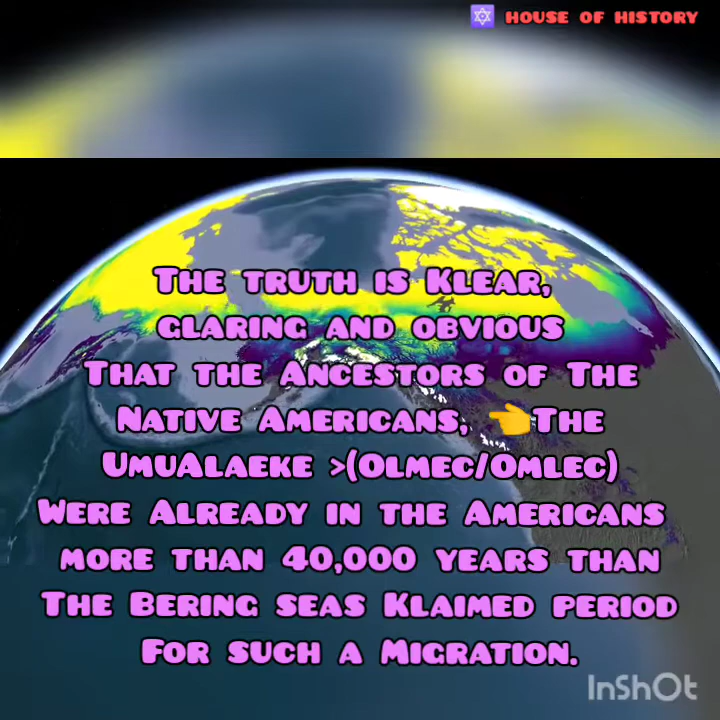 🔯 HOUSE OF HISTORY
THE TRUTH IS KLEAR,
GLARING AND OBVIOUS
THAT THE ANCESTORS OF THE
NATIVE AMERICANS, 👈THE
UMUALAEKE >(OLMEC/OMLEC)
WERE ALREADY IN THE AMERICANS
MORE THAN 40,000 YEARS THAN
THE BERING SEAS KLAIMED PERIOD
FOR SUCH A MIGRATION.
InShOt